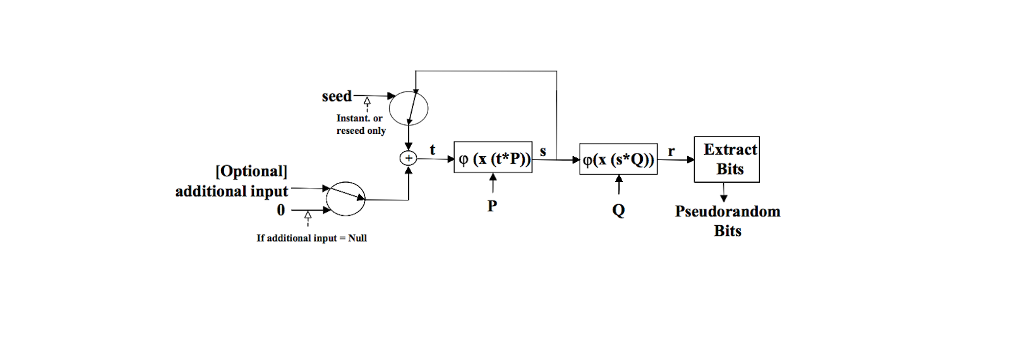 seed
Instant. or
reseed only
[Optional]
additional input
0
If additional input = Null
+
t
φ (x (t*P))
P
s
φ(x (s*Q))
Q
r
Extract
Bits
Pseudorandom
Bits